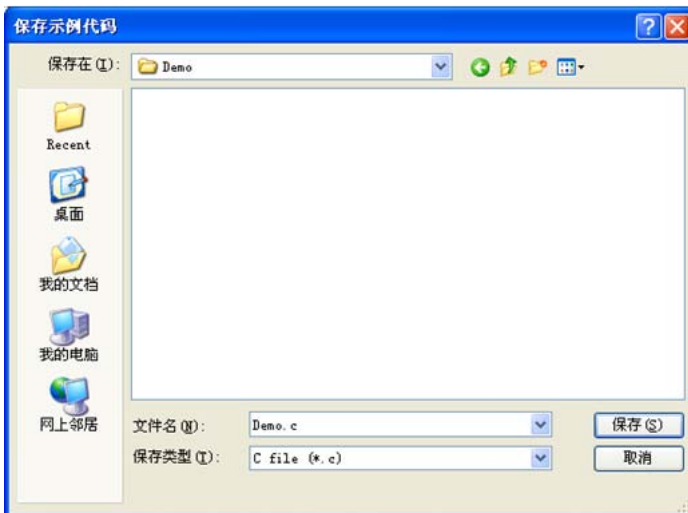 保存示例代码
保存在(I):
Demo
Recent
桌面
我的文档
我的电脑
网上邻居
文件名(N):
Demo.c
保存(S)
保存类型(T):
C file (*.c)
取消